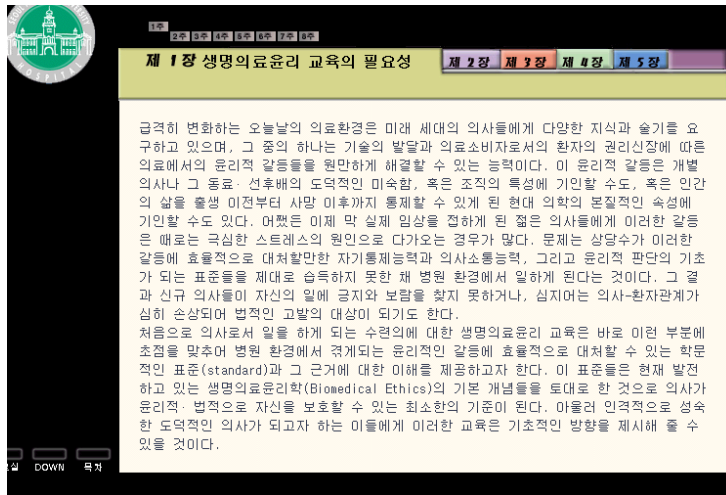 HOSPITAL
1주
2주 3주 4주 5주 6주 7주 8주
제 1 장 생명의료윤리 교육의 필요성
제 2 장 제 3 장 제 4 장 제 5 장
급격히 변화하는 오늘날의 의료환경은 미래 세대의 의사들에게 다양한 지식과 술기를 요
구하고 있으며, 그 중의 하나는 기술의 발달과 의료소비자로서의 환자의 권리신장에 따른
의료에서의 윤리적 갈등들을 원만하게 해결할 수 있는 능력이다. 이 윤리적 갈등은 개별
의사나 그 동료· 선후배의 도덕적인 미숙함, 혹은 조직의 특성에 기인할 수도, 혹은 인간
의 삶을 출생 이전부터 사망 이후까지 통제할 수 있게 된 현대 의학의 본질적인 속성에
기인할 수도 있다. 어쨌든 이제 막 실제 임상을 접하게 된 젊은 의사들에게 이러한 갈등
은 때로는 극심한 스트레스의 원인으로 다가오는 경우가 많다. 문제는 상당수가 이러한
갈등에 효율적으로 대처할만한 자기통제능력과 의사소통능력, 그리고 윤리적 판단의 기초
가 되는 표준들을 제대로 습득하지 못한 채 병원 환경에서 일하게 된다는 것이다. 그 결
과 신규 의사들이 자신의 일에 긍지와 보람을 찾지 못하거나, 심지어는 의사-환자관계가
심히 손상되어 법적인 고발의 대상이 되기도 한다.
처음으로 의사로서 일을 하게 되는 수련의에 대한 생명의료윤리 교육은 바로 이런 부분에
초점을 맞추어 병원 환경에서 겪게되는 윤리적인 갈등에 효율적으로 대처할 수 있는 학문
적인 표준(standard)과 그 근거에 대한 이해를 제공하고자 한다. 이 표준들은 현재 발전
하고 있는 생명의료윤리학(Biomedical Ethics)의 기본 개념들을 토대로 한 것으로 의사가
윤리적· 법적으로 자신을 보호할 수 있는 최소한의 기준이 된다. 아울러 인격적으로 성숙
한 도덕적인 의사가 되고자 하는 이들에게 이러한 교육은 기초적인 방향을 제시해 줄 수
있을 것이다.
DOWN 목차